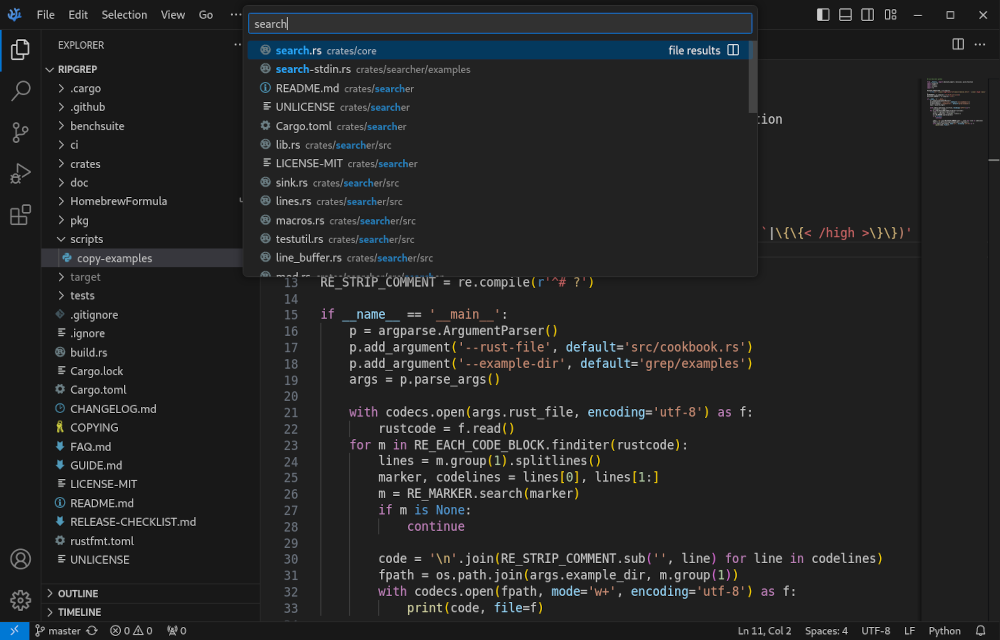 File Edit Selection View Go ···
search
EXPLORER
RIPGREP
.cargo
.github
benchsuite
ci
crates
doc
HomebrewFormula
pkg
scripts
copy-examples
target
tests
.gitignore
.ignore
build.rs
Cargo.lock
Cargo.toml
CHANGELOG.md
COPYING
FAQ.md
GUIDE.md
LICENSE-MIT
README.md
RELEASE-CHECKLIST.md
rustfmt.toml
UNLICENSE
OUTLINE
TIMELINE
search.rs crates/core file results
search-stdin.rs crates/searcher/examples
README.md crates/searcher
UNLICENSE crates/searcher
Cargo.toml crates/searcher
lib.rs crates/searcher/src
LICENSE-MIT crates/searcher
sink.rs crates/searcher/src
lines.rs crates/searcher/src
macros.rs crates/searcher/src
testutil.rs crates/searcher/src
line_buffer.rs crates/searcher/src
tion
`|\{\{< /high >\}\})'
13 RE_STRIP_COMMENT = re.compile(r'^# ?')
14
15 if __name__ == '__main__':
16 p = argparse.ArgumentParser()
17 p.add_argument('--rust-file', default='src/cookbook.rs')
18 p.add_argument('--example-dir', default='grep/examples')
19 args = p.parse_args()
20
21 with codecs.open(args.rust_file, encoding='utf-8') as f:
22 rustcode = f.read()
23 for m in RE_EACH_CODE_BLOCK.finditer(rustcode):
24 lines = m.group(1).splitlines()
25 marker, codelines = lines[0], lines[1:]
26 m = RE_MARKER.search(marker)
27 if m is None:
28 continue
29
30 code = '\n'.join(RE_STRIP_COMMENT.sub('', line) for line in codelines)
31 fpath = os.path.join(args.example_dir, m.group(1))
32 with codecs.open(fpath, mode='w+', encoding='utf-8') as f:
33 print(code, file=f)
master 0 0 0 Ln 11, Col 2 Spaces: 4 UTF-8 LF Python